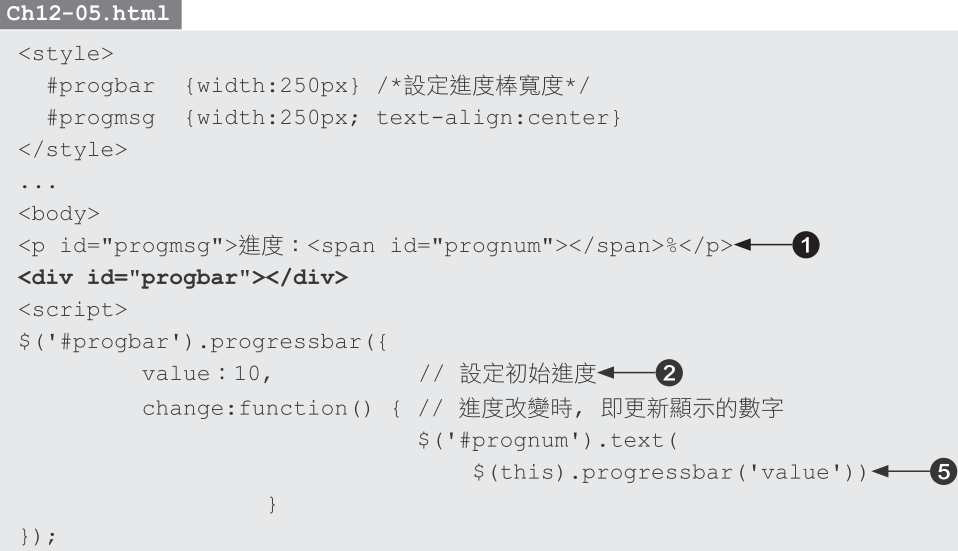 Ch12-05.html
<style>
  #progbar  {width:250px} /*設定進度棒寬度*/
  #progmsg  {width:250px; text-align:center}
</style>
...
<body>
<p id="progmsg">進度：<span id="prognum"></span>%</p> ❶
<div id="progbar"></div>
<script>
$('#progbar').progressbar({
         value：10,           // 設定初始進度 ❷
         change:function() { // 進度改變時, 即更新顯示的數字
                             $('#prognum').text(
                                 $(this).progressbar('value')) ❺
                  }
});